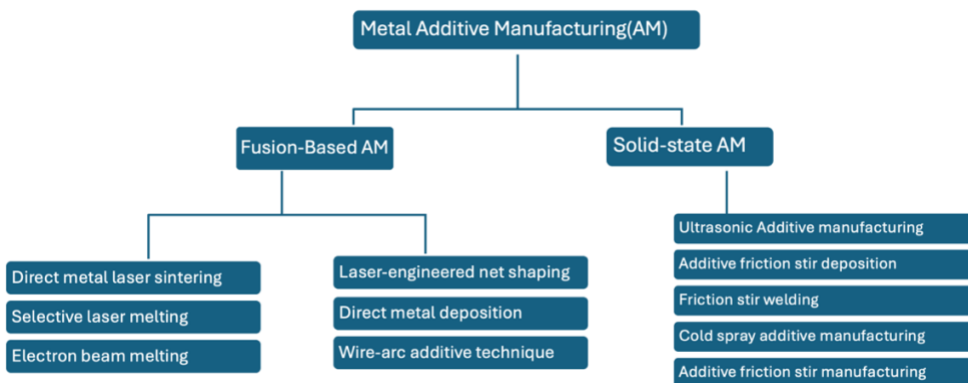 Metal Additive Manufacturing(AM)
Fusion-Based AM
Solid-state AM
Direct metal laser sintering
Selective laser melting
Electron beam melting
Laser-engineered net shaping
Direct metal deposition
Wire-arc additive technique
Ultrasonic Additive manufacturing
Additive friction stir deposition
Friction stir welding
Cold spray additive manufacturing
Additive friction stir manufacturing